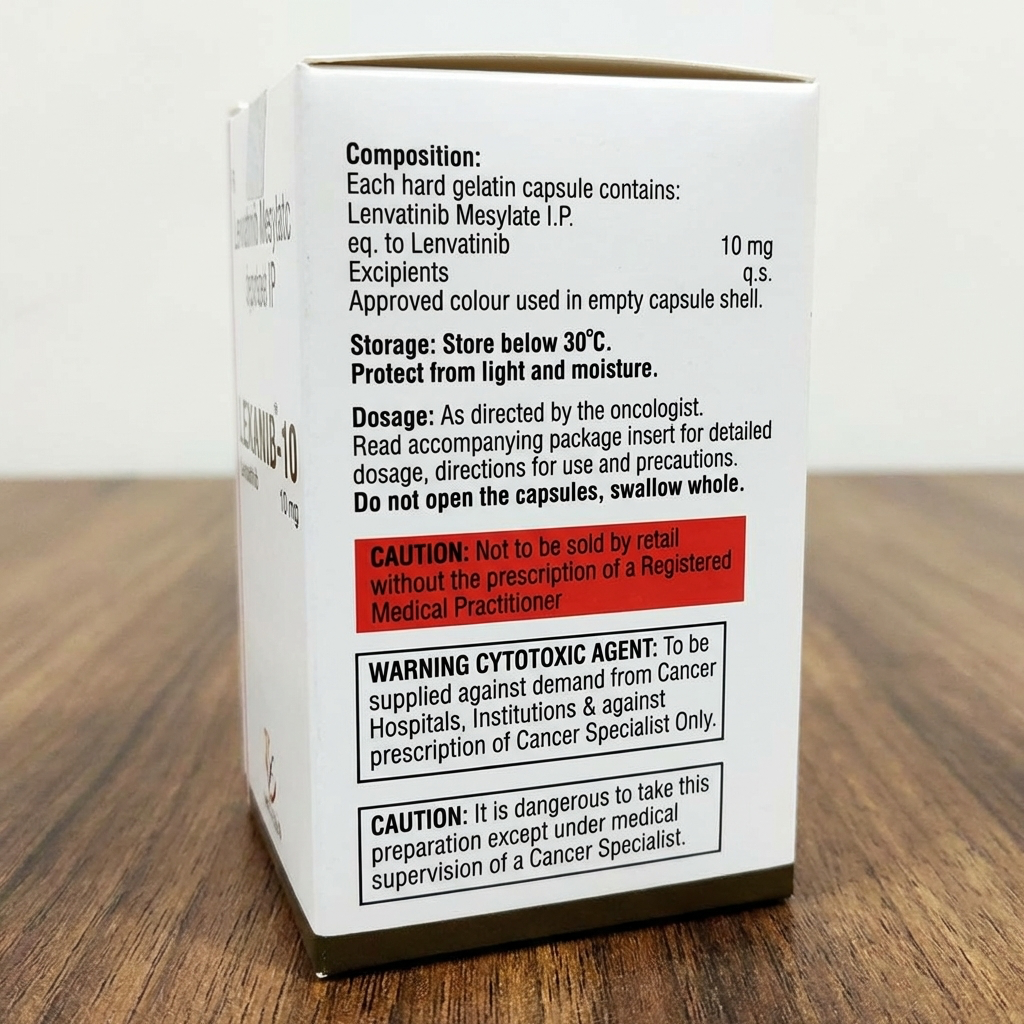 Mesylate
IP
LEXANIB-10
10 mg
Composition:
Each hard gelatin capsule contains:
Lenvatinib Mesylate I.P.
eq. to Lenvatinib 10 mg
Excipients q.s.
Approved colour used in empty capsule shell.
Storage: Store below 30°C.
Protect from light and moisture.
Dosage: As directed by the oncologist.
Read accompanying package insert for detailed
dosage, directions for use and precautions.
Do not open the capsules, swallow whole.
CAUTION: Not to be sold by retail
without the prescription of a Registered
Medical Practitioner
WARNING CYTOTOXIC AGENT: To be
supplied against demand from Cancer
Hospitals, Institutions & against
prescription of Cancer Specialist Only.
CAUTION: It is dangerous to take this
preparation except under medical
supervision of a Cancer Specialist.